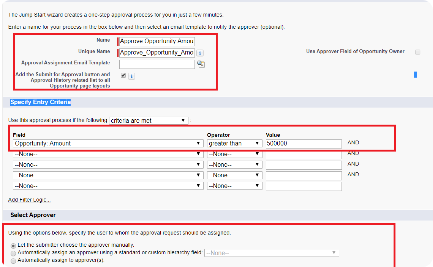 The Jump Start wizard creates a one-step approval process for you in just a few minutes.
Enter a name for your process in the box below and then select an email template to notify the approver (optional).
Name Approve Opportunity Amoun
Unique Name Approve_Opportunity_Amo i Use Approver Field of Opportunity Owner
Approval Assignment Email Template
Add the Submit for Approval button and Approval History related list to all Opportunity page layouts
Specify Entry Criteria
Use this approval process if the following criteria are met
Field Operator Value
Opportunity_Amount greater than 500000 AND
--None-- --None-- AND
--None-- --None-- AND
--None-- --None-- AND
--None-- --None--
Add Filter Logic...
Select Approver
Using the options below, specify the user to whom the approval request should be assigned.
Let the submitter choose the approver manually.
Automatically assign an approver using a standard or custom hierarchy field. --None--
Automatically assign to approver(s)